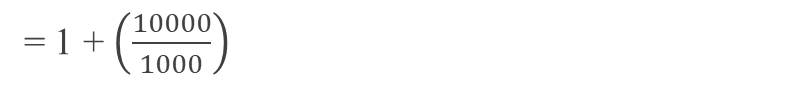 = 1 + (10000/1000)